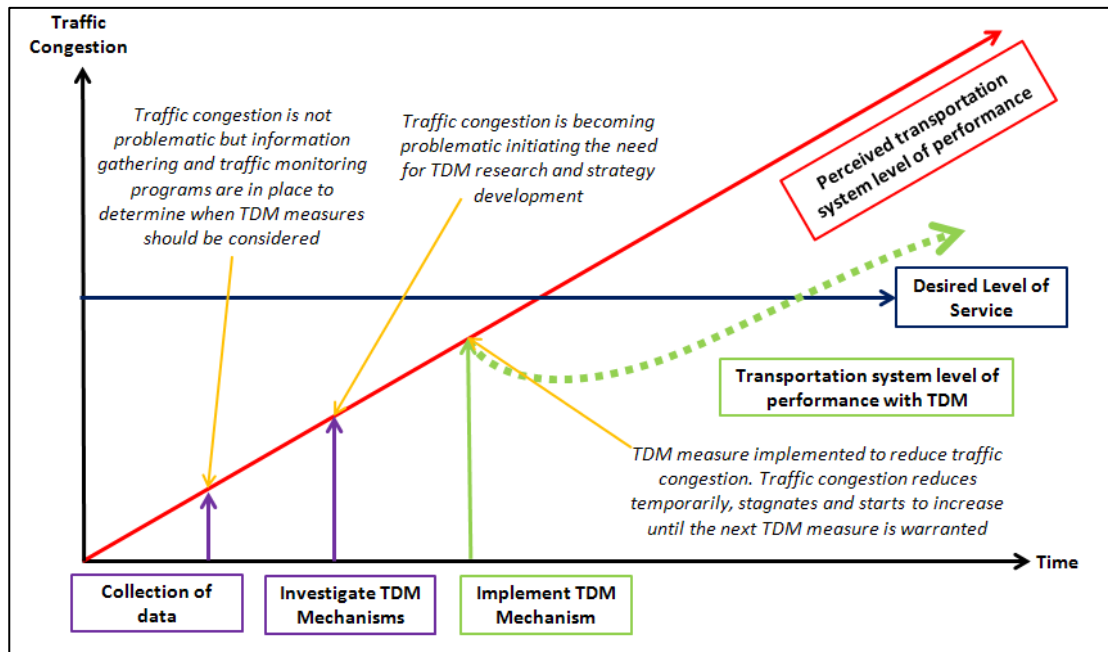 Traffic
Congestion
Traffic congestion is not
problematic but information
gathering and traffic monitoring
programs are in place to
determine when TDM measures
should be considered
Traffic congestion is becoming
problematic initiating the need
for TDM research and strategy
development
Perceived transportation
system level of performance
Desired Level of
Service
Transportation system level of
performance with TDM
TDM measure implemented to reduce traffic
congestion. Traffic congestion reduces
temporarily, stagnates and starts to increase
until the next TDM measure is warranted
Time
Collection of
data
Investigate TDM
Mechanisms
Implement TDM
Mechanism